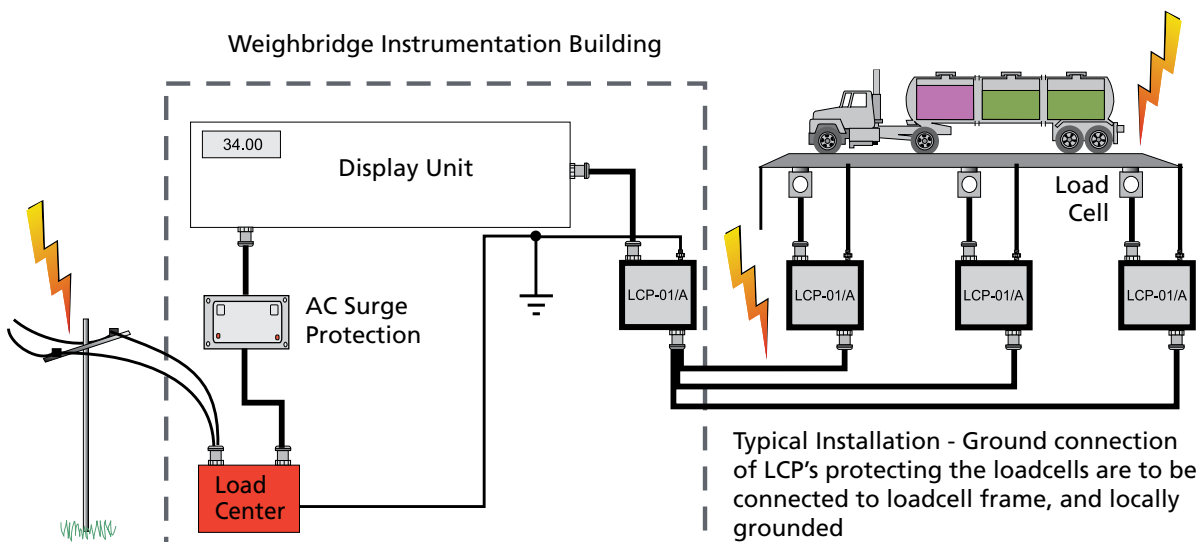 Weighbridge Instrumentation Building
34.00
Display Unit
Load
Cell
LCP-01/A
LCP-01/A
LCP-01/A
LCP-01/A
AC Surge
Protection
Load
Center
Typical Installation - Ground connection
of LCP's protecting the loadcells are to be
connected to loadcell frame, and locally
grounded